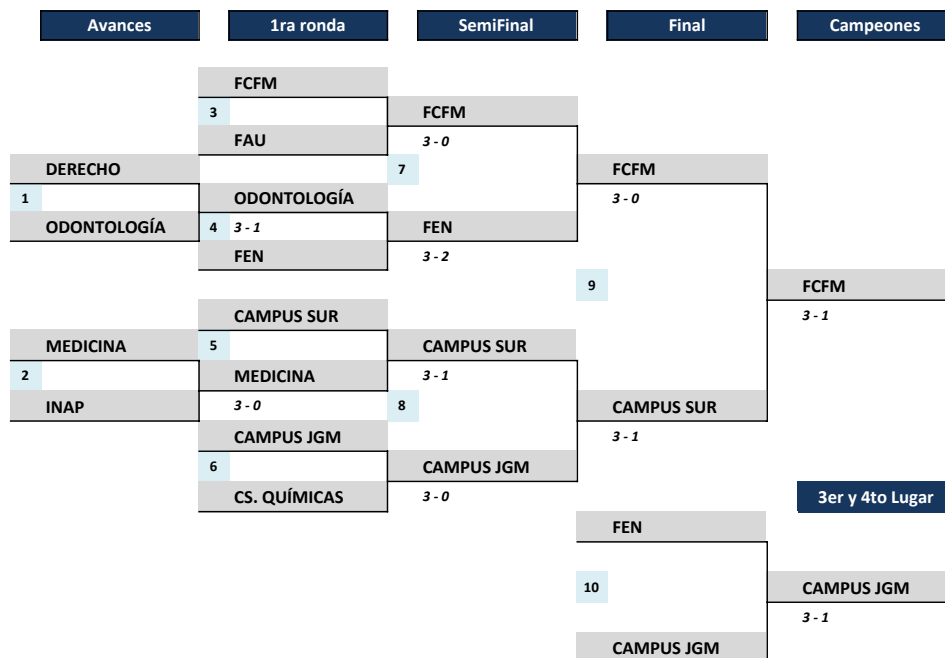 Avances 1ra ronda SemiFinal Final Campeones
FCFM
3 FCFM
FAU 3 - 0
DERECHO 7 FCFM
1 ODONTOLOGÍA 3 - 0
ODONTOLOGÍA 4 3 - 1 FEN
FEN 3 - 2
9 FCFM
CAMPUS SUR 3 - 1
MEDICINA 5 CAMPUS SUR
2 MEDICINA 3 - 1
INAP 3 - 0 8 CAMPUS SUR
CAMPUS JGM 3 - 1
6 CAMPUS JGM
CS. QUÍMICAS 3 - 0 3er y 4to Lugar
FEN
10 CAMPUS JGM
3 - 1
CAMPUS JGM